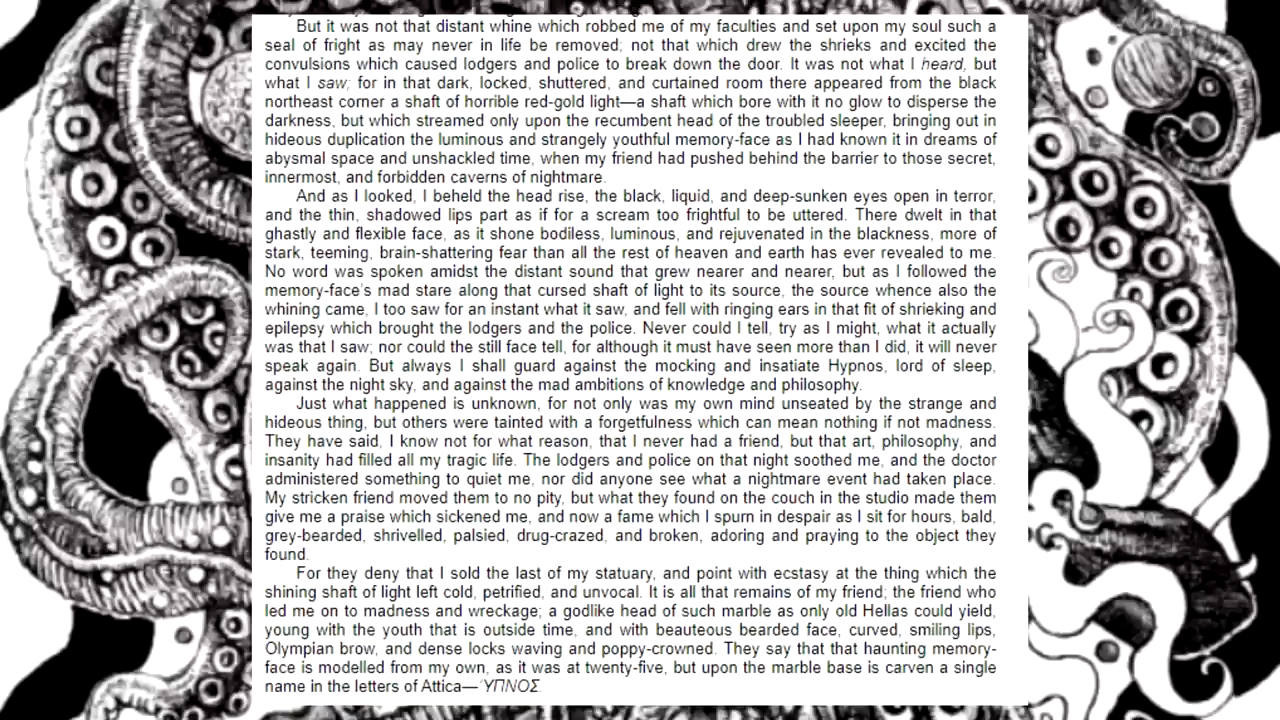 But it was not that distant whine which robbed me of my faculties and set upon my soul such a
seal of fright as may never in life be removed; not that which drew the shrieks and excited the
convulsions which caused lodgers and police to break down the door. It was not what I heard, but
what I saw; for in that dark, locked, shuttered, and curtained room there appeared from the black
northeast corner a shaft of horrible red-gold light—a shaft which bore with it no glow to disperse the
darkness, but which streamed only upon the recumbent head of the troubled sleeper, bringing out in
hideous duplication the luminous and strangely youthful memory-face as I had known it in dreams of
abysmal space and unshackled time, when my friend had pushed behind the barrier to those secret,
innermost, and forbidden caverns of nightmare.
And as I looked, I beheld the head rise, the black, liquid, and deep-sunken eyes open in terror,
and the thin, shadowed lips part as if for a scream too frightful to be uttered. There dwelt in that
ghastly and flexible face, as it shone bodiless, luminous, and rejuvenated in the blackness, more of
stark, teeming, brain-shattering fear than all the rest of heaven and earth has ever revealed to me.
No word was spoken amidst the distant sound that grew nearer and nearer, but as I followed the
memory-face's mad stare along that cursed shaft of light to its source, the source whence also the
whining came, I too saw for an instant what it saw, and fell with ringing ears in that fit of shrieking and
epilepsy which brought the lodgers and the police. Never could I tell, try as I might, what it actually
was that I saw; nor could the still face tell, for although it must have seen more than I did, it will never
speak again. But always I shall guard against the mocking and insatiate Hypnos, lord of sleep,
against the night sky, and against the mad ambitions of knowledge and philosophy.
Just what happened is unknown, for not only was my own mind unseated by the strange and
hideous thing, but others were tainted with a forgetfulness which can mean nothing if not madness.
They have said, I know not for what reason, that I never had a friend, but that art, philosophy, and
insanity had filled all my tragic life. The lodgers and police on that night soothed me, and the doctor
administered something to quiet me, nor did anyone see what a nightmare event had taken place.
My stricken friend moved them to no pity, but what they found on the couch in the studio made them
give me a praise which sickened me, and now a fame which I spurn in despair as I sit for hours, bald,
grey-bearded, shrivelled, palsied, drug-crazed, and broken, adoring and praying to the object they
found.
For they deny that I sold the last of my statuary, and point with ecstasy at the thing which the
shining shaft of light left cold, petrified, and unvocal. It is all that remains of my friend; the friend who
led me on to madness and wreckage; a godlike head of such marble as only old Hellas could yield,
young with the youth that is outside time, and with beauteous bearded face, curved, smiling lips,
Olympian brow, and dense locks waving and poppy-crowned. They say that that haunting memory-
face is modelled from my own, as it was at twenty-five, but upon the marble base is carven a single
name in the letters of Attica—ὝΠΝΟΣ.